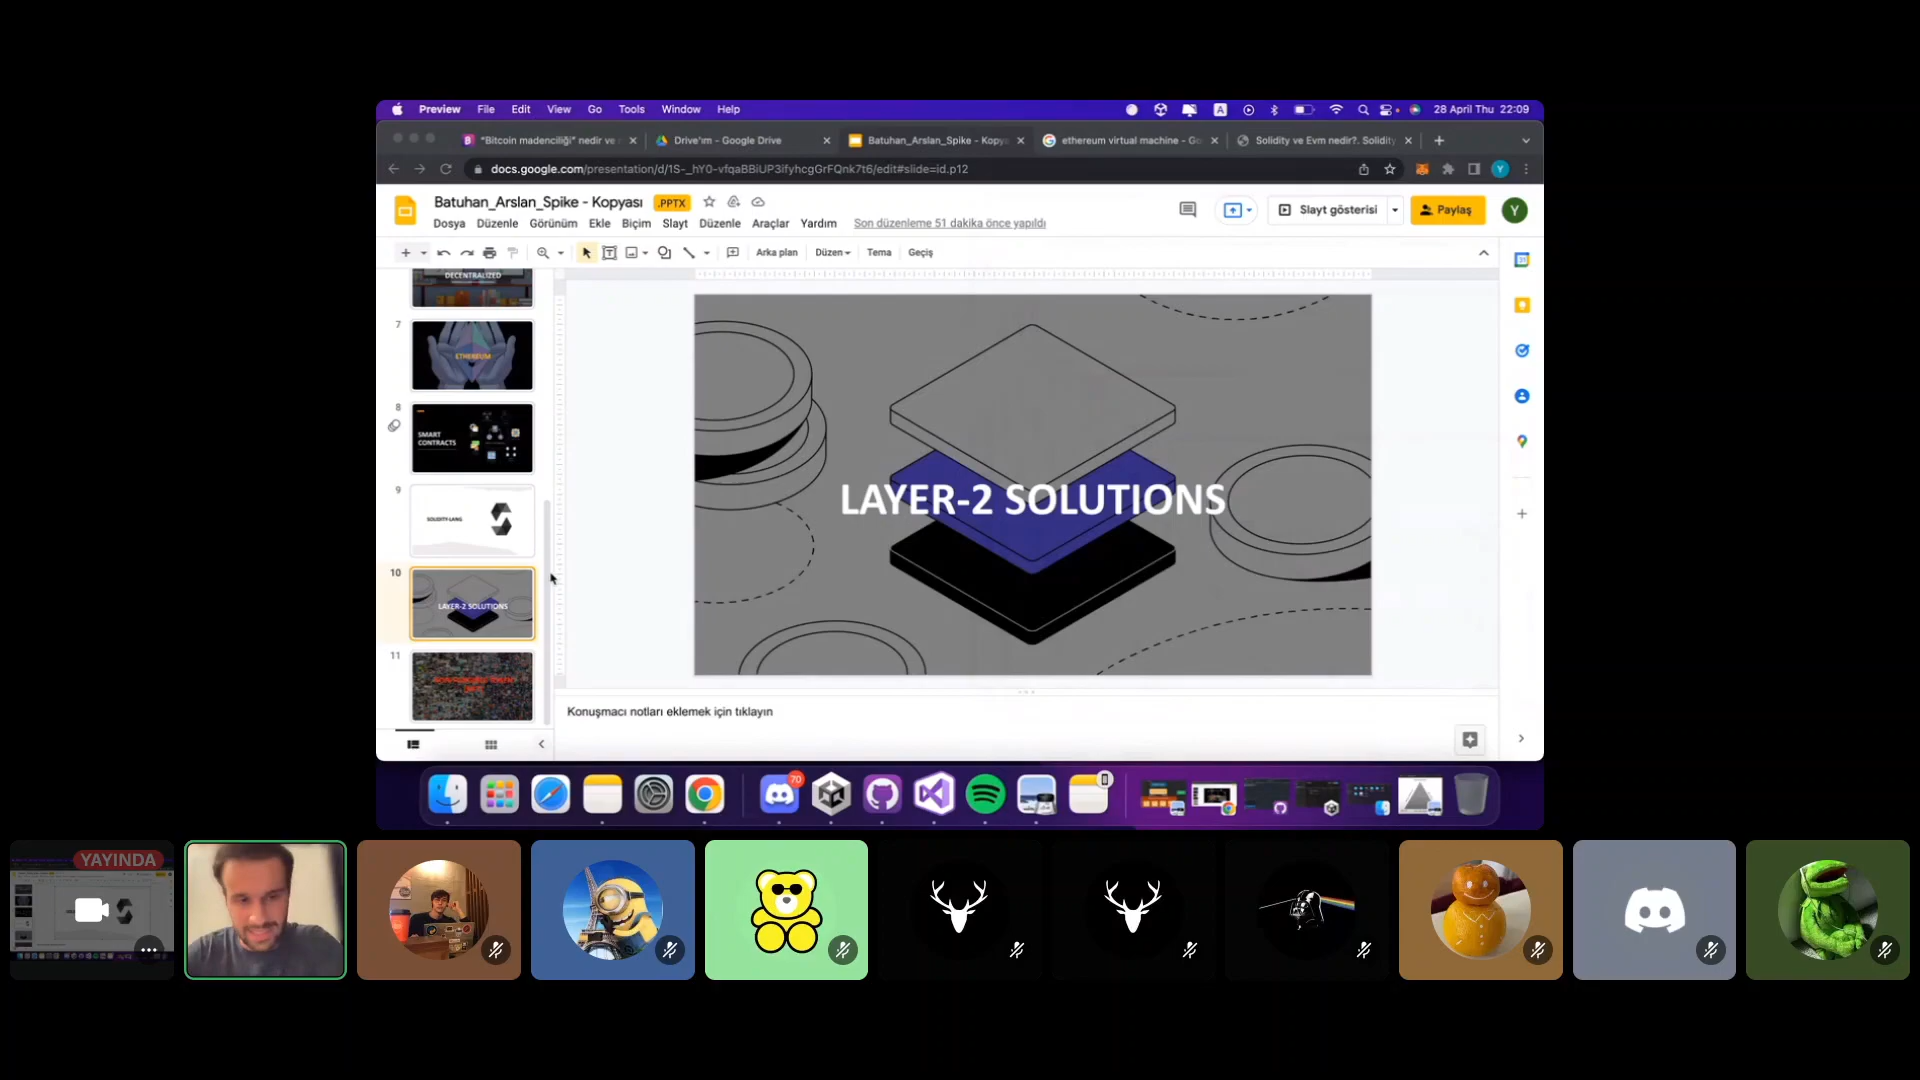 Preview File Edit View Go Tools Window Help
A 28 April Thu 22:09
"Bitcoin madenciliği" nedir ve
Drive'ım - Google Drive
Batuhan_Arslan_Spike - Kopya
ethereum virtual machine - Go
Solidity ve Evm nedir?. Solidity
docs.google.com/presentation/d/1S-_hY0-vfqaBBiUP3ifyhcgGrFQnk7t6/edit#slide=id.p12
Y
Batuhan_Arslan_Spike - Kopyası .PPTX
Slayt gösterisi
Paylaş
Y
Dosya Düzenle Görünüm Ekle Biçim Slayt Düzenle Araçlar Yardım Son düzenleme 51 dakika önce yapıldı
Arka plan Düzen Tema Geçiş
DECENTRALIZED
7
ETHEREUM
8
SMART
CONTRACTS
9
SOLIDITY-LANG
10
LAYER-2 SOLUTIONS
11
LAYER-2 SOLUTIONS
Konuşmacı notları eklemek için tıklayın
70
YAYINDA